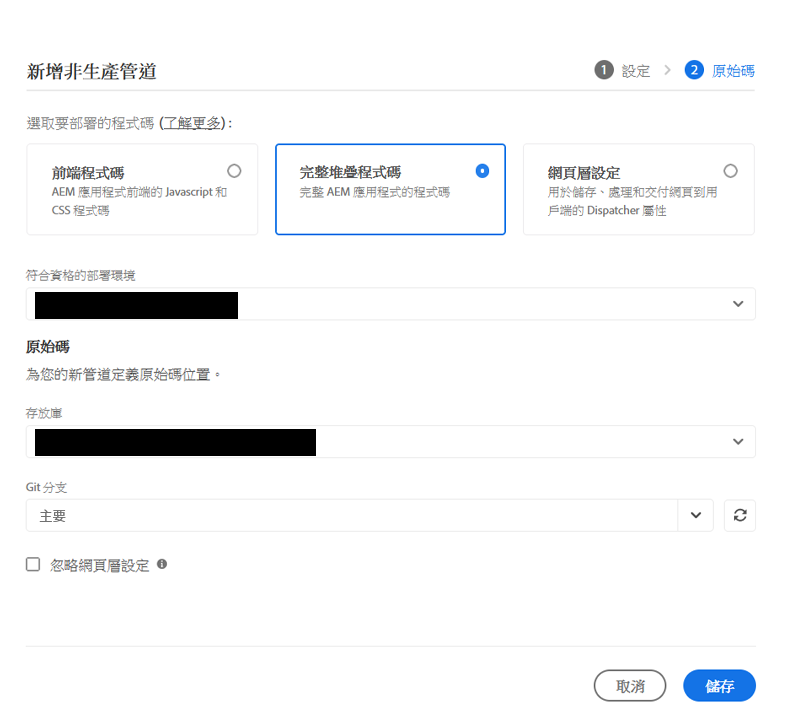 新增非生產管道
1 設定 > 2 原始碼
選取要部署的程式碼 (了解更多) :
前端程式碼
AEM 應用程式前端的 Javascript 和
CSS 程式碼
完整堆疊程式碼
完整 AEM 應用程式的程式碼
網頁層設定
用於儲存、處理和交付網頁到用
戶端的 Dispatcher 屬性
符合資格的部署環境
原始碼
為您的新管道定義原始碼位置。
存放庫
Git 分支
主要
忽略網頁層設定
取消
儲存